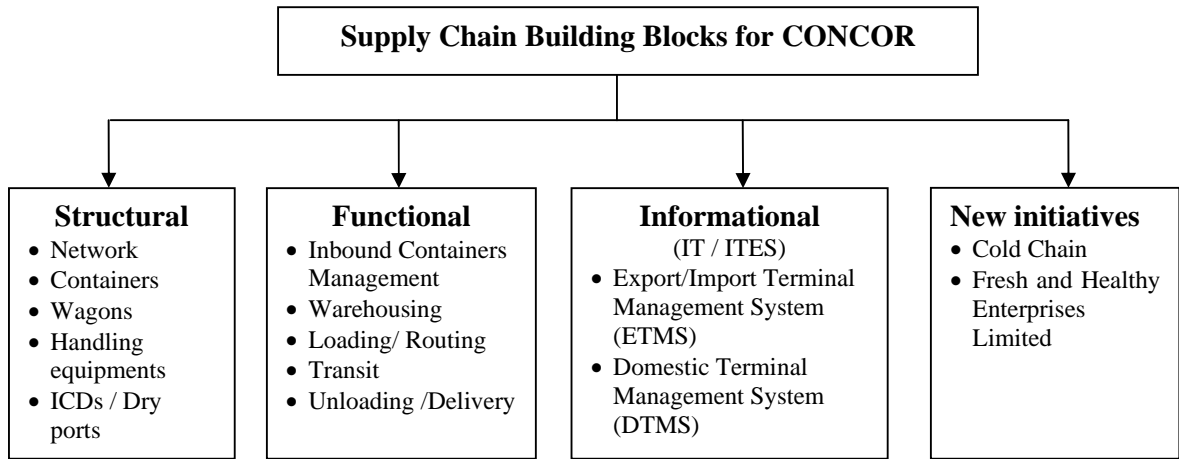 Supply Chain Building Blocks for CONCOR
Structural
• Network
• Containers
• Wagons
• Handling
equipments
• ICDs / Dry
ports
Functional
• Inbound Containers
Management
• Warehousing
• Loading/ Routing
• Transit
• Unloading /Delivery
Informational
(IT / ITES)
• Export/Import Terminal
Management System
(ETMS)
• Domestic Terminal
Management System
(DTMS)
New initiatives
• Cold Chain
• Fresh and Healthy
Enterprises
Limited